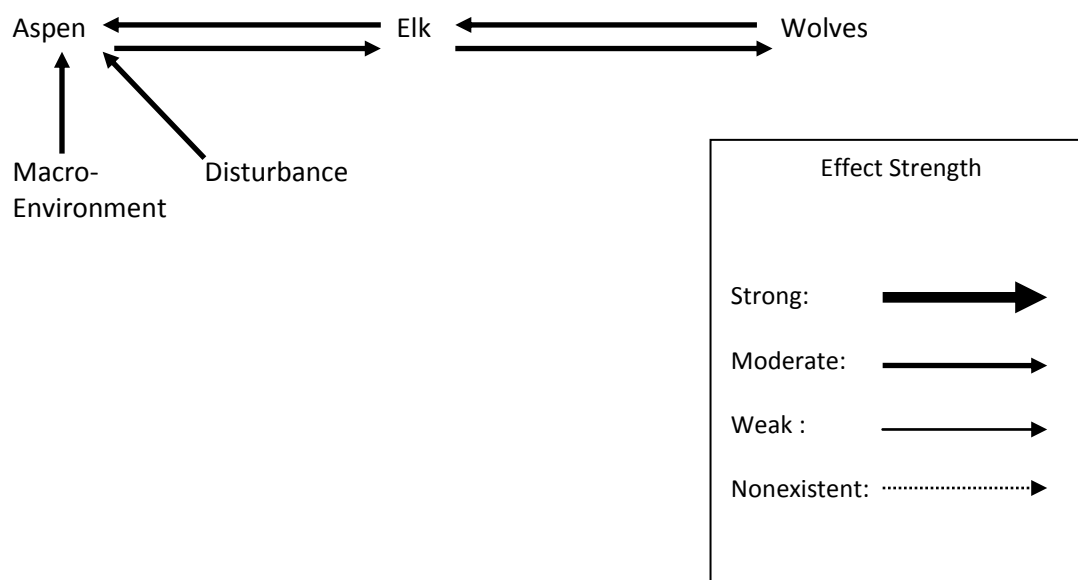 Aspen Elk Wolves
Macro- Disturbance
Environment
Effect Strength
Strong:
Moderate:
Weak :
Nonexistent: